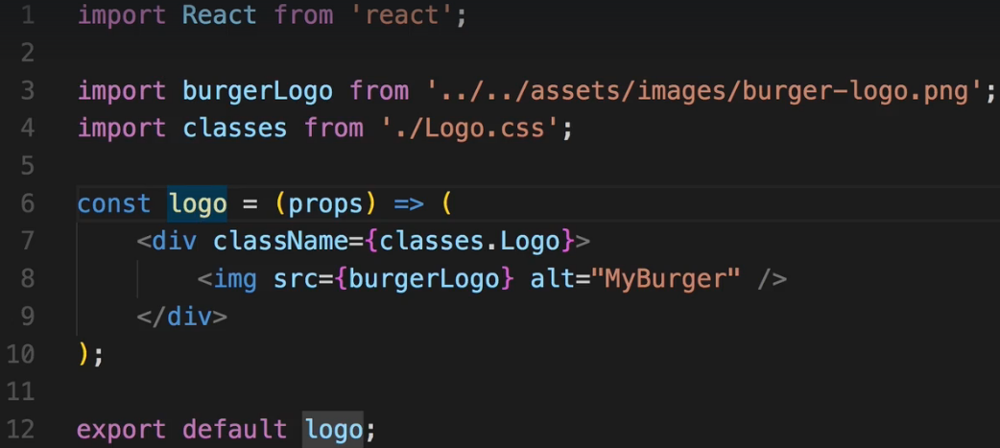 1 import React from 'react';
2
3 import burgerLogo from '../../assets/images/burger-logo.png';
4 import classes from './Logo.css';
5
6 const logo = (props) => (
7     <div className={classes.Logo}>
8         <img src={burgerLogo} alt="MyBurger" />
9     </div>
10 );
11
12 export default logo;